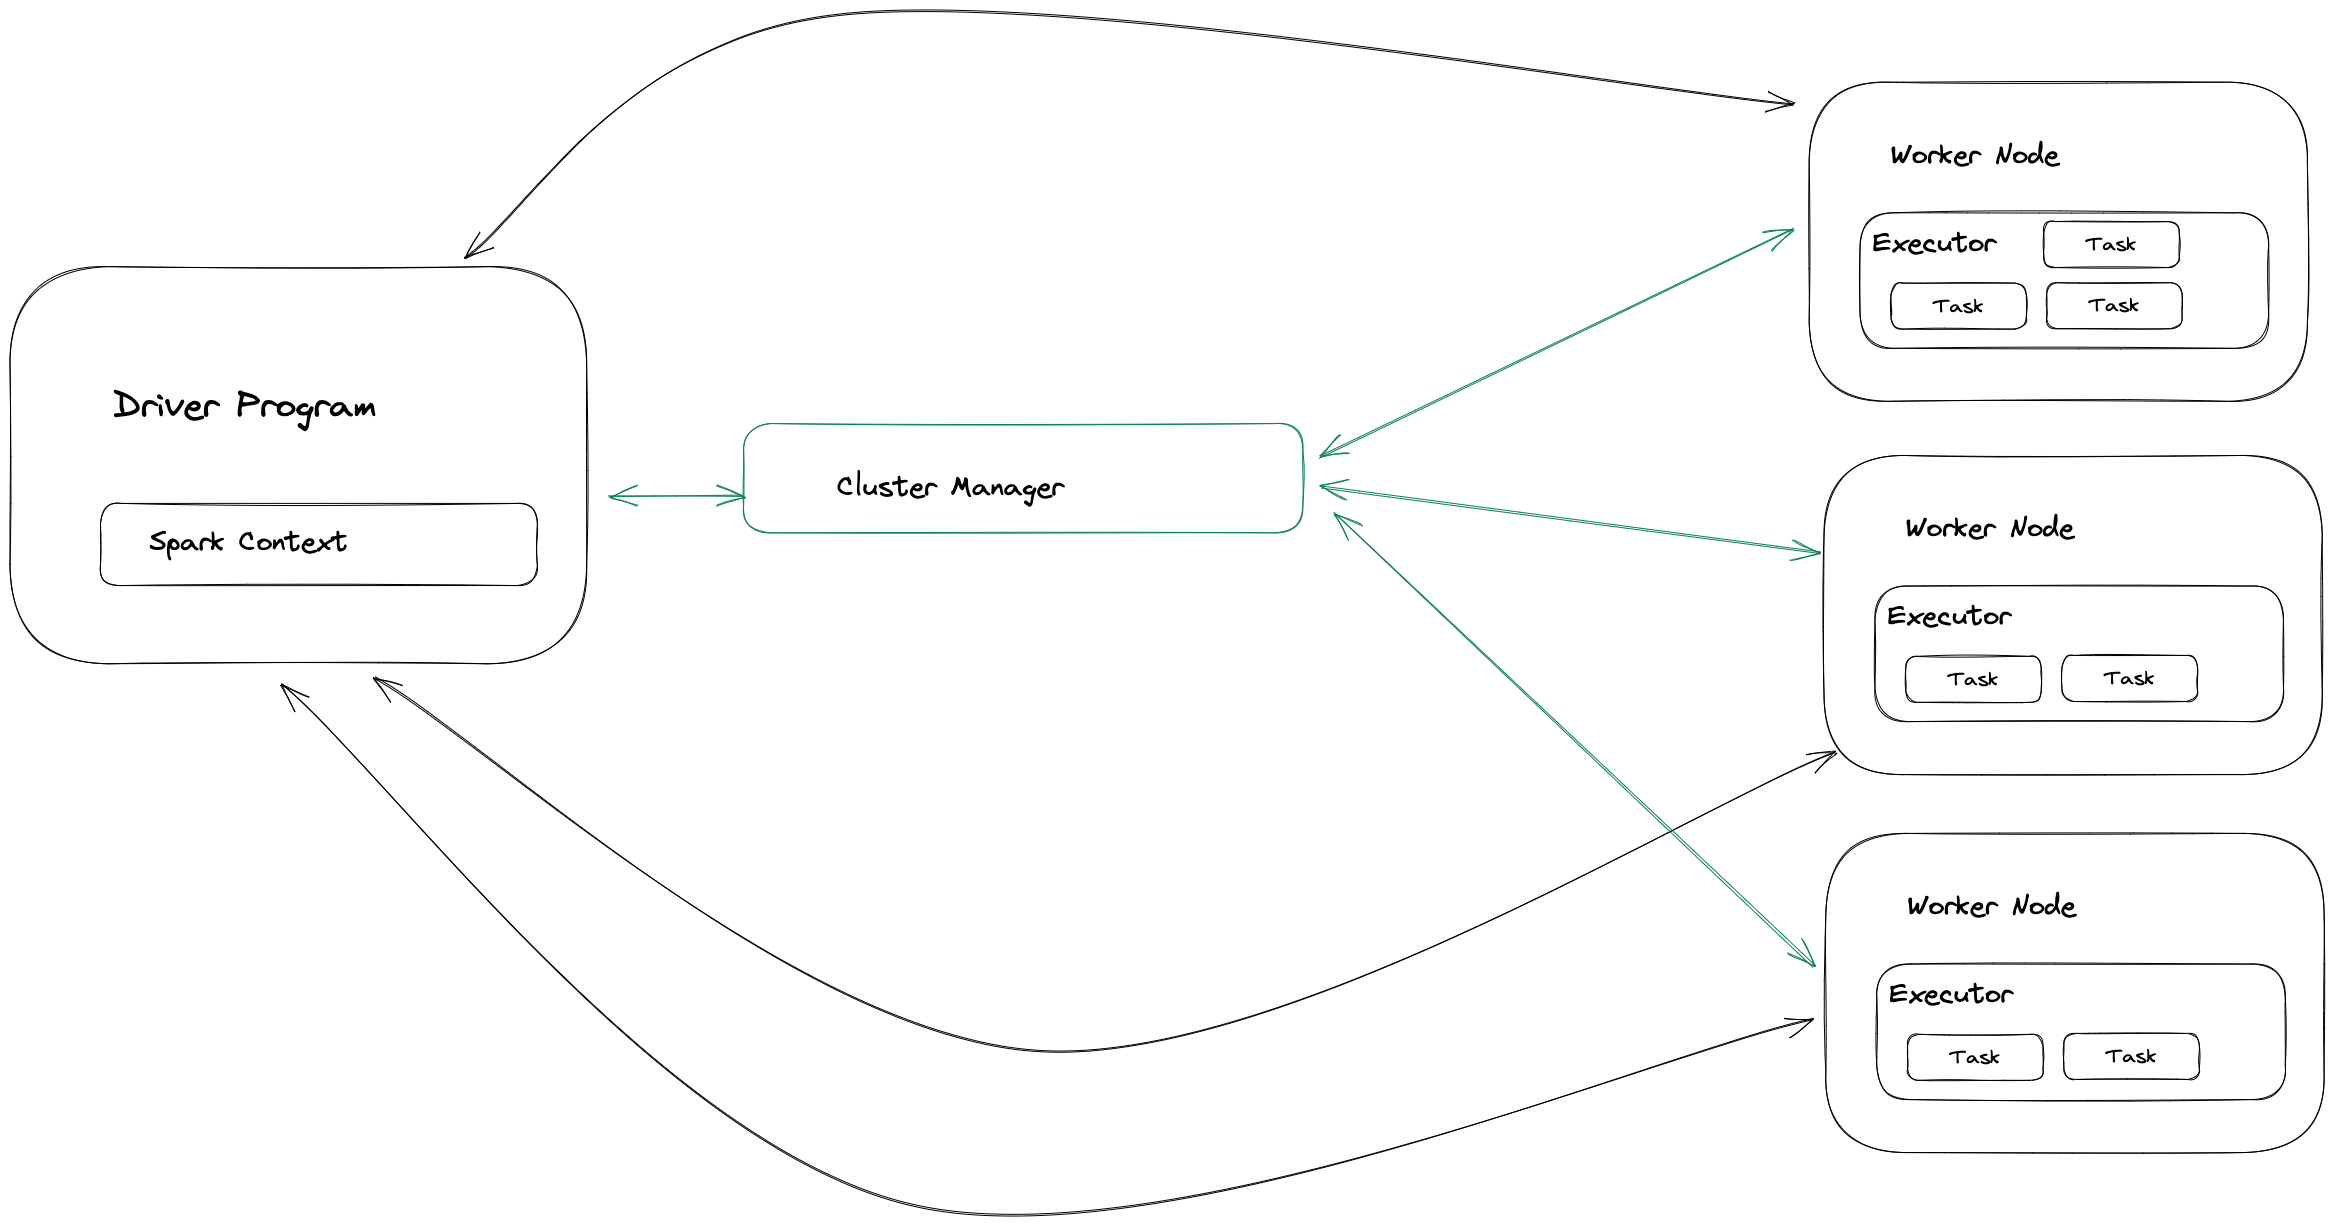 Driver Program
Spark Context
Cluster Manager
Worker Node
Executor
Task
Task
Task
Worker Node
Executor
Task
Task
Worker Node
Executor
Task
Task